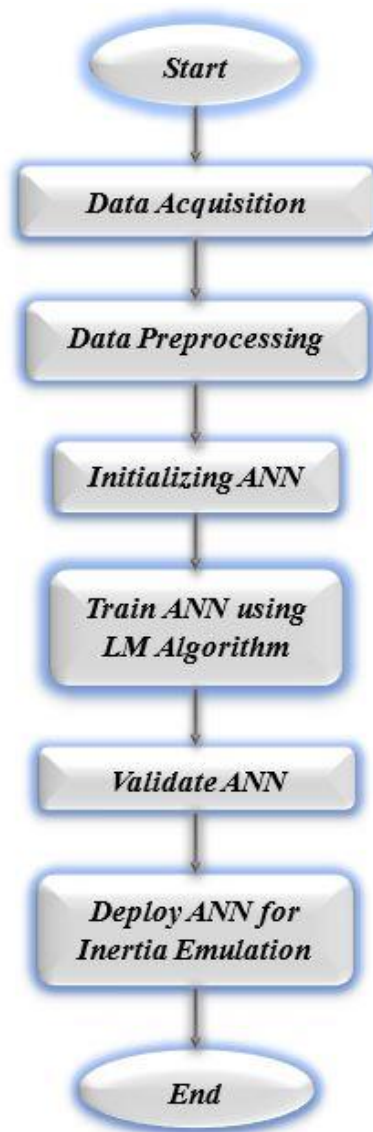 Start
Data Acquisition
Data Preprocessing
Initializing ANN
Train ANN using
LM Algorithm
Validate ANN
Deploy ANN for
Inertia Emulation
End